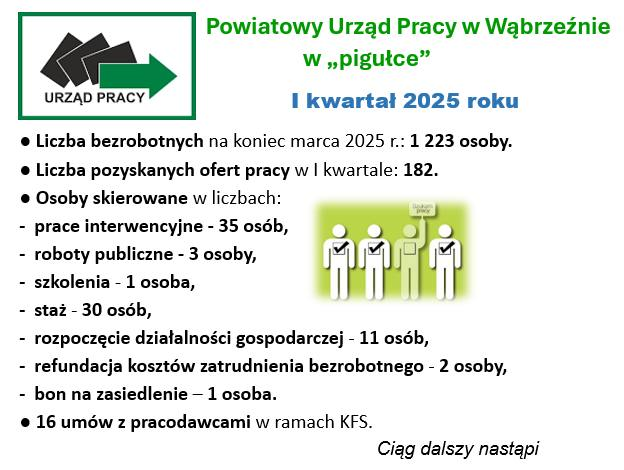 URZĄD PRACY
Powiatowy Urząd Pracy w Wąbrzeźnie
w „pigułce”
I kwartał 2025 roku
● Liczba bezrobotnych na koniec marca 2025 r.: 1 223 osoby.
● Liczba pozyskanych ofert pracy w I kwartale: 182.
● Osoby skierowane w liczbach:
- prace interwencyjne - 35 osób,
- roboty publiczne - 3 osoby,
- szkolenia - 1 osoba,
- staż - 30 osób,
- rozpoczęcie działalności gospodarczej - 11 osób,
- refundacja kosztów zatrudnienia bezrobotnego - 2 osoby,
- bon na zasiedlenie – 1 osoba.
● 16 umów z pracodawcami w ramach KFS.
Szukam
pracy
Ciąg dalszy nastąpi